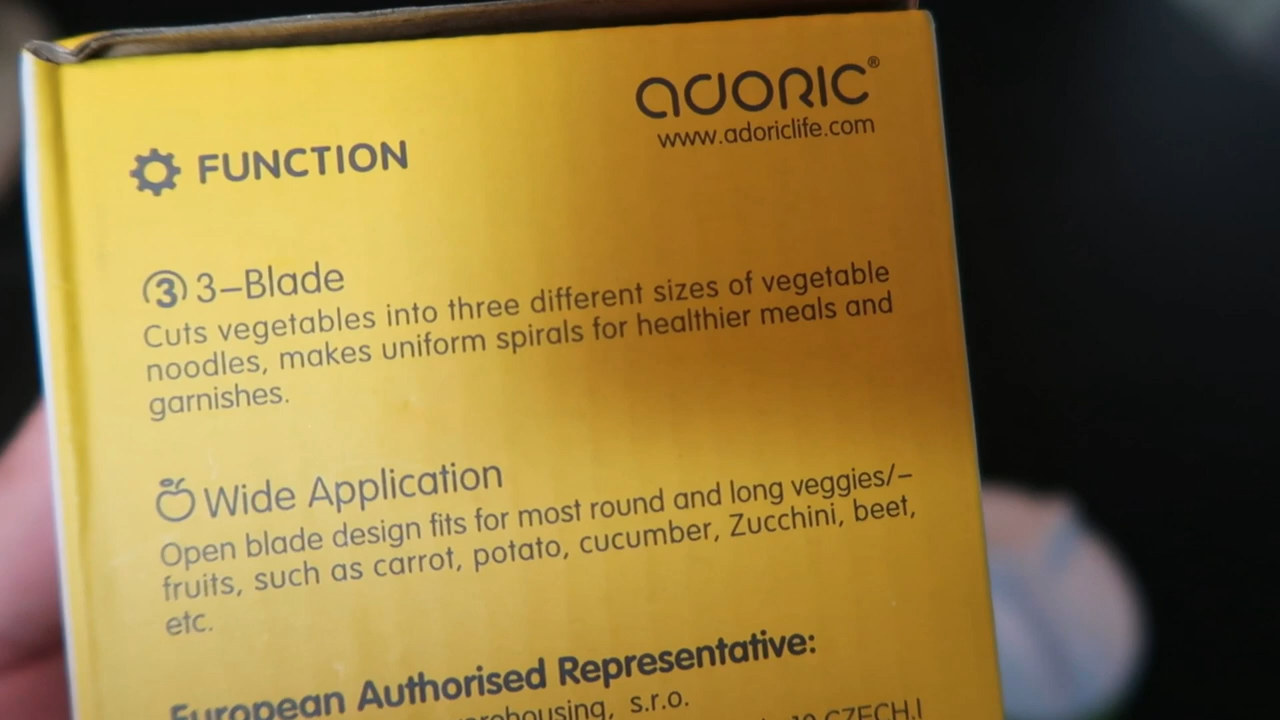 adoric®
www.adoriclife.com
FUNCTION
3 3–Blade
Cuts vegetables into three different sizes of vegetable
noodles, makes uniform spirals for healthier meals and
garnishes.
Wide Application
Open blade design fits for most round and long veggies/–
fruits, such as carrot, potato, cucumber, Zucchini, beet,
etc.
European Authorised Representative:
s.r.o.